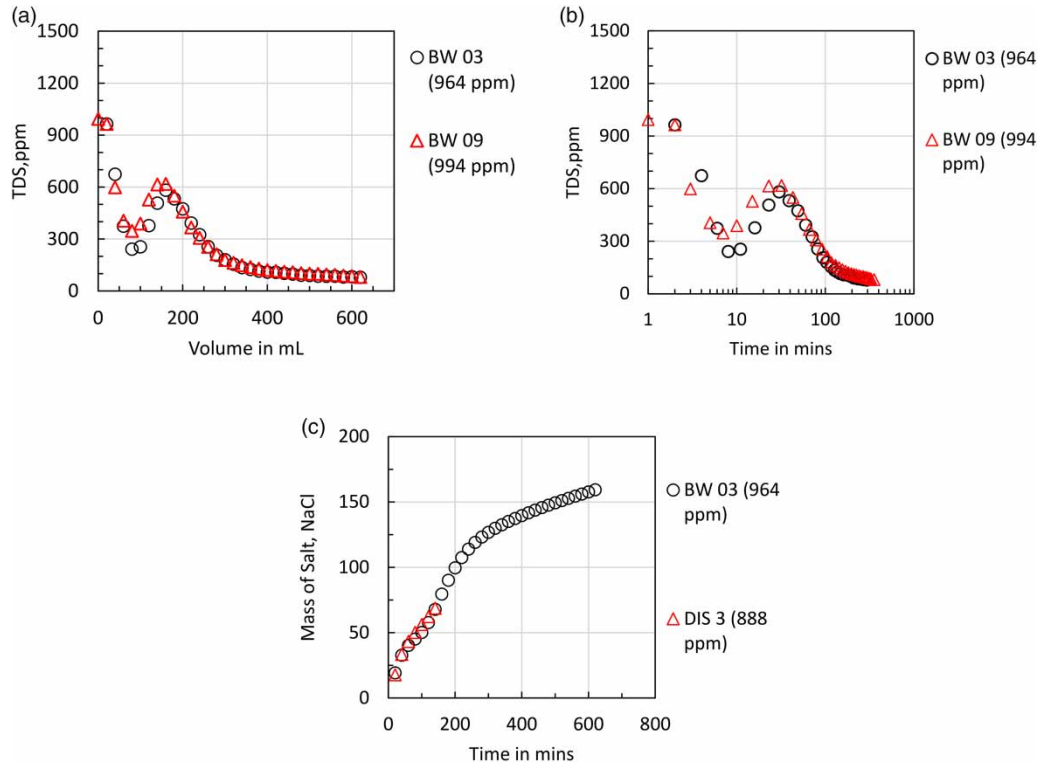 (a)
1500
1200
900
600
300
0
TDS,ppm
0 200 400 600
Volume in mL
BW 03
(964 ppm)
BW 09
(994 ppm)
(b)
1500
1200
900
600
300
0
TDS,ppm
1 10 100 1000
Time in mins
BW 03 (964
ppm)
BW 09 (994
ppm)
(c)
200
150
100
50
0
Mass of Salt, NaCl
0 200 400 600 800
Time in mins
BW 03 (964
ppm)
DIS 3 (888
ppm)